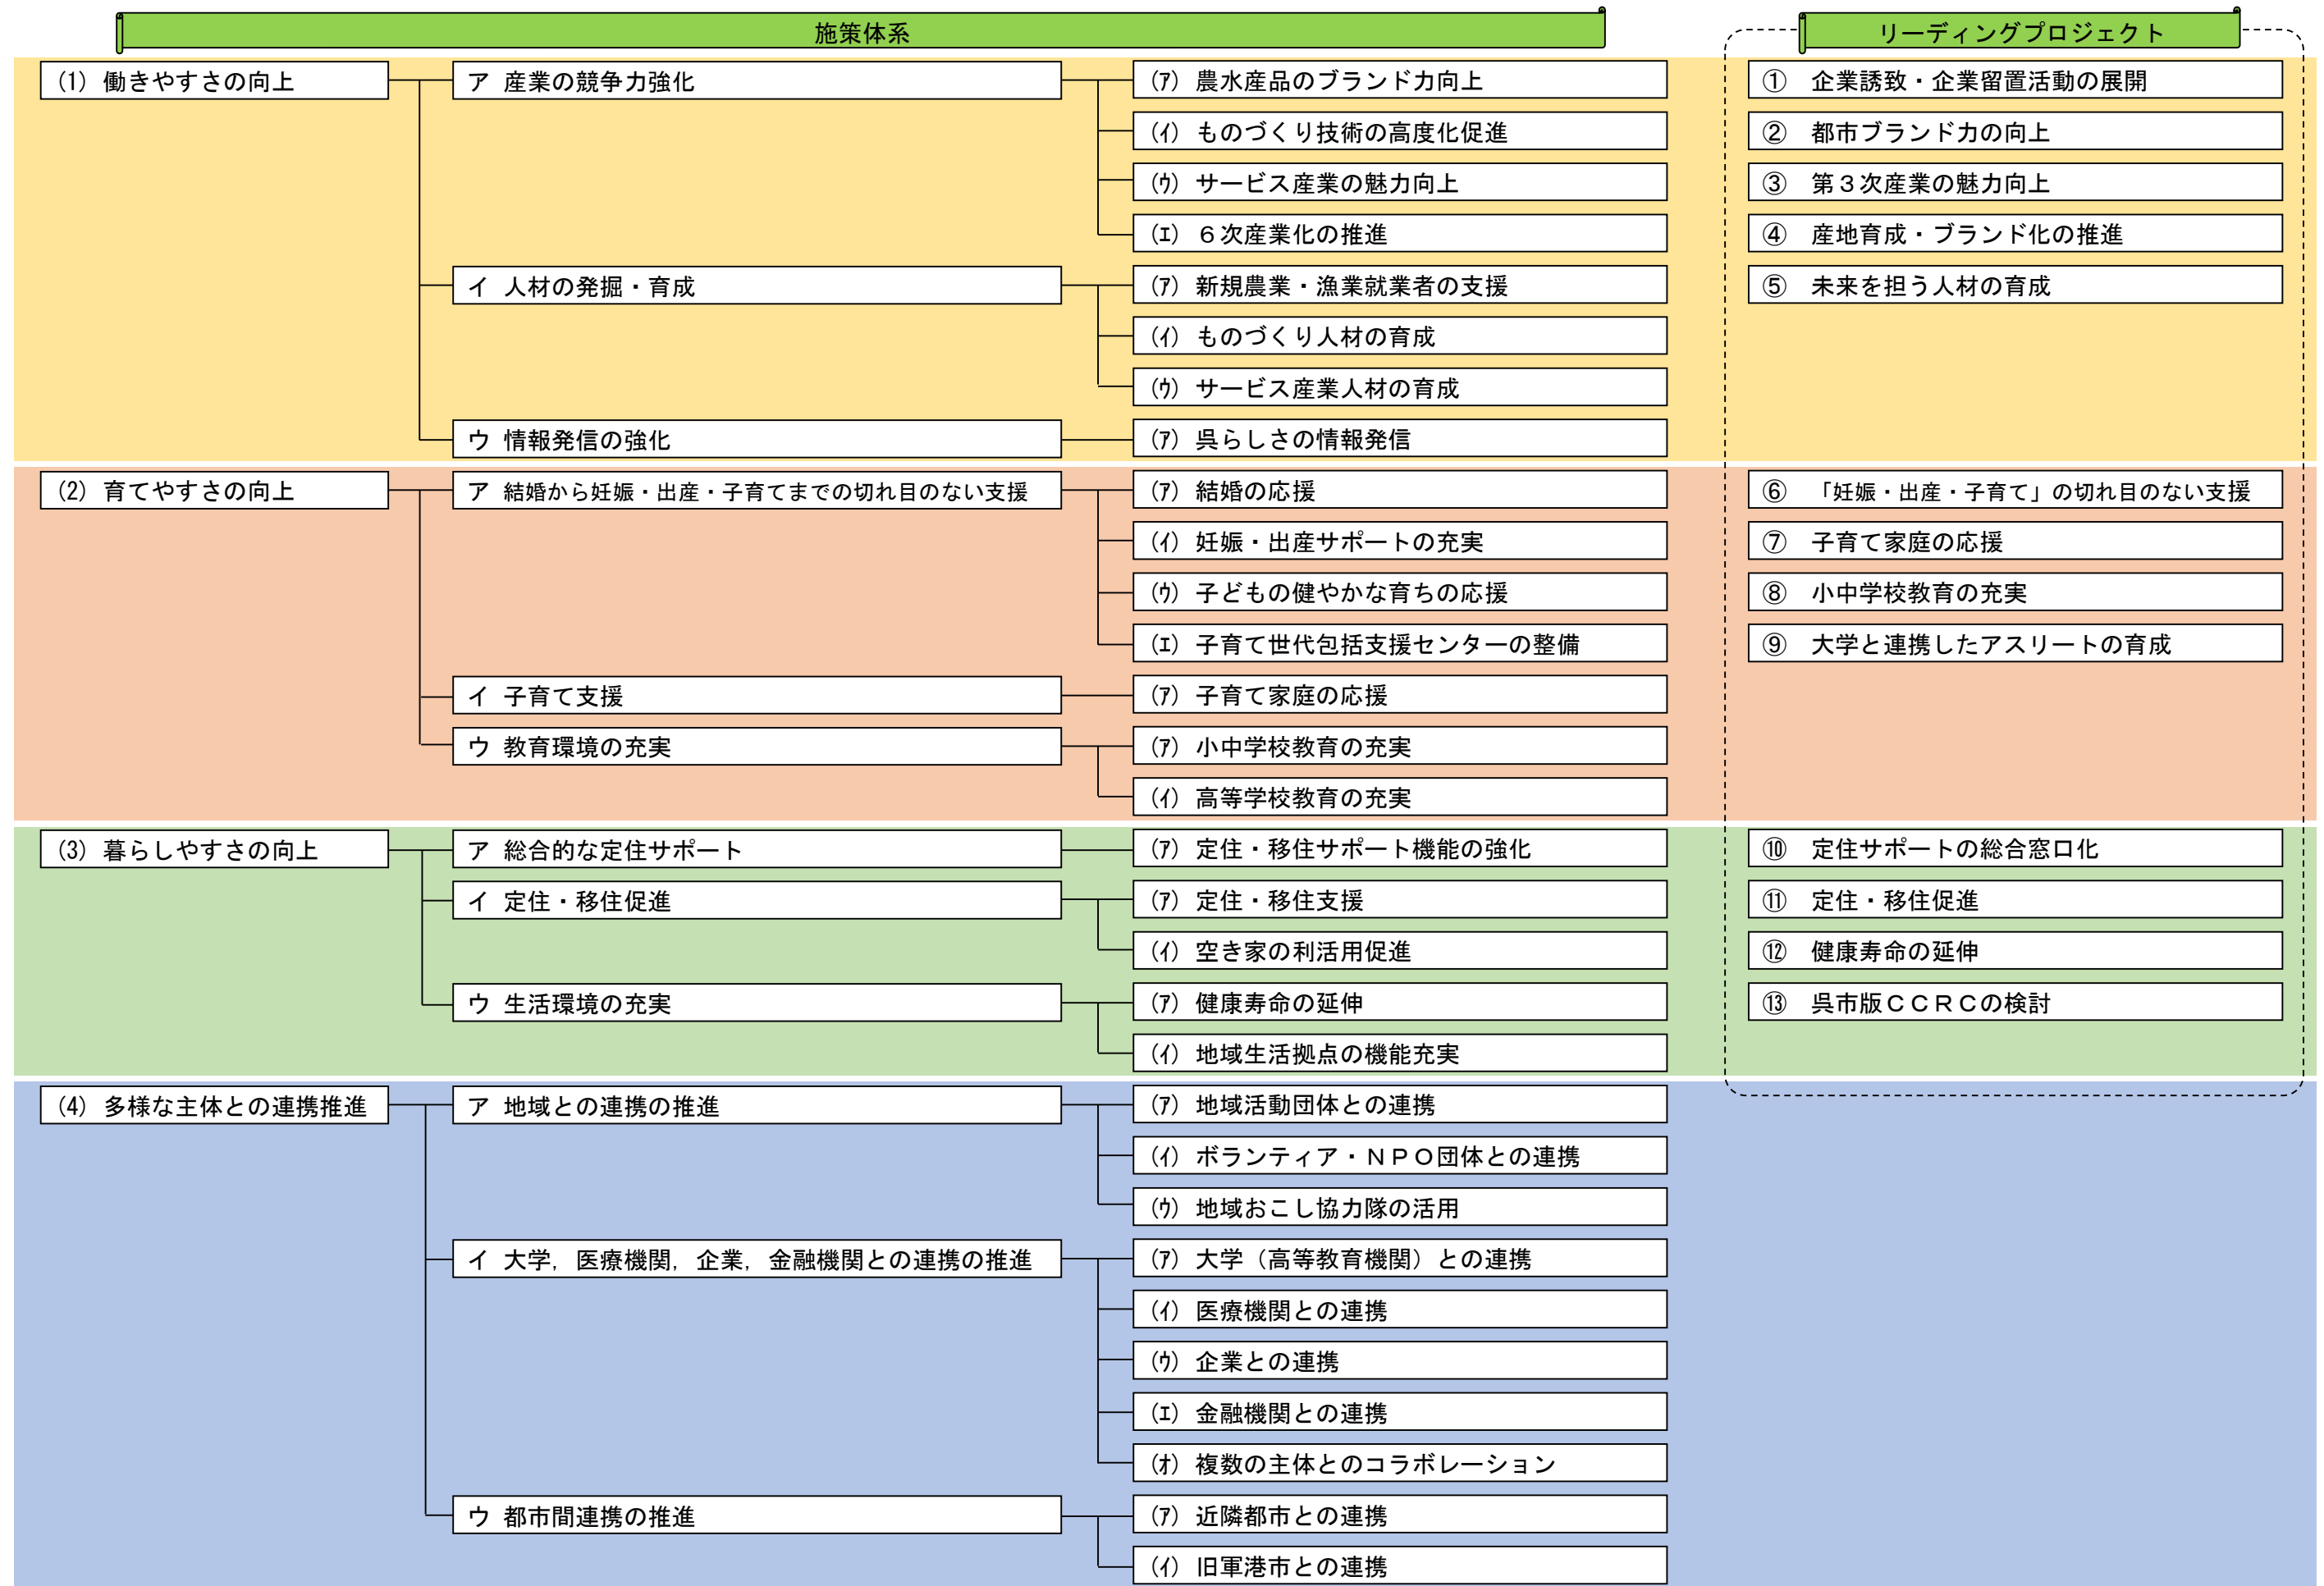 施策体系
リーディングプロジェクト
(1) 働きやすさの向上
ア 産業の競争力強化
(ｱ) 農水産品のブランド力向上
① 企業誘致・企業留置活動の展開
(ｲ) ものづくり技術の高度化促進
② 都市ブランド力の向上
(ｳ) サービス産業の魅力向上
③ 第３次産業の魅力向上
(ｴ) ６次産業化の推進
④ 産地育成・ブランド化の推進
イ 人材の発掘・育成
(ｱ) 新規農業・漁業就業者の支援
⑤ 未来を担う人材の育成
(ｲ) ものづくり人材の育成
(ｳ) サービス産業人材の育成
ウ 情報発信の強化
(ｱ) 呉らしさの情報発信
(2) 育てやすさの向上
ア 結婚から妊娠・出産・子育てまでの切れ目のない支援
(ｱ) 結婚の応援
⑥ 「妊娠・出産・子育て」の切れ目のない支援
(ｲ) 妊娠・出産サポートの充実
⑦ 子育て家庭の応援
(ｳ) 子どもの健やかな育ちの応援
⑧ 小中学校教育の充実
(ｴ) 子育て世代包括支援センターの整備
⑨ 大学と連携したアスリートの育成
イ 子育て支援
(ｱ) 子育て家庭の応援
ウ 教育環境の充実
(ｱ) 小中学校教育の充実
(ｲ) 高等学校教育の充実
(3) 暮らしやすさの向上
ア 総合的な定住サポート
(ｱ) 定住・移住サポート機能の強化
⑩ 定住サポートの総合窓口化
イ 定住・移住促進
(ｱ) 定住・移住支援
⑪ 定住・移住促進
(ｲ) 空き家の利活用促進
⑫ 健康寿命の延伸
ウ 生活環境の充実
(ｱ) 健康寿命の延伸
⑬ 呉市版ＣＣＲＣの検討
(ｲ) 地域生活拠点の機能充実
(4) 多様な主体との連携推進
ア 地域との連携の推進
(ｱ) 地域活動団体との連携
(ｲ) ボランティア・ＮＰＯ団体との連携
(ｳ) 地域おこし協力隊の活用
イ 大学，医療機関，企業，金融機関との連携の推進
(ｱ) 大学（高等教育機関）との連携
(ｲ) 医療機関との連携
(ｳ) 企業との連携
(ｴ) 金融機関との連携
(ｵ) 複数の主体とのコラボレーション
ウ 都市間連携の推進
(ｱ) 近隣都市との連携
(ｲ) 旧軍港市との連携